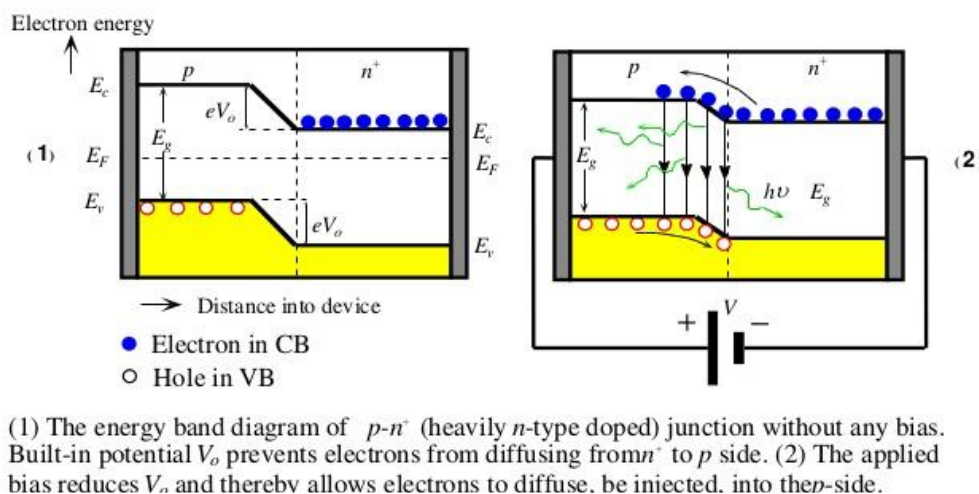 Electron energy
p
n+
Ec
eVo
Eg
(1)
EF
Ev
eVo
Ec
EF
Ev
Distance into device
Electron in CB
Hole in VB
p
n+
Eg
hυ
Eg
(2
V
+
−
(1) The energy band diagram of p-n+ (heavily n-type doped) junction without any bias.
Built-in potential Vo prevents electrons from diffusing fromn+ to p side. (2) The applied
bias reduces Vo and thereby allows electrons to diffuse, be injected, into thep-side.